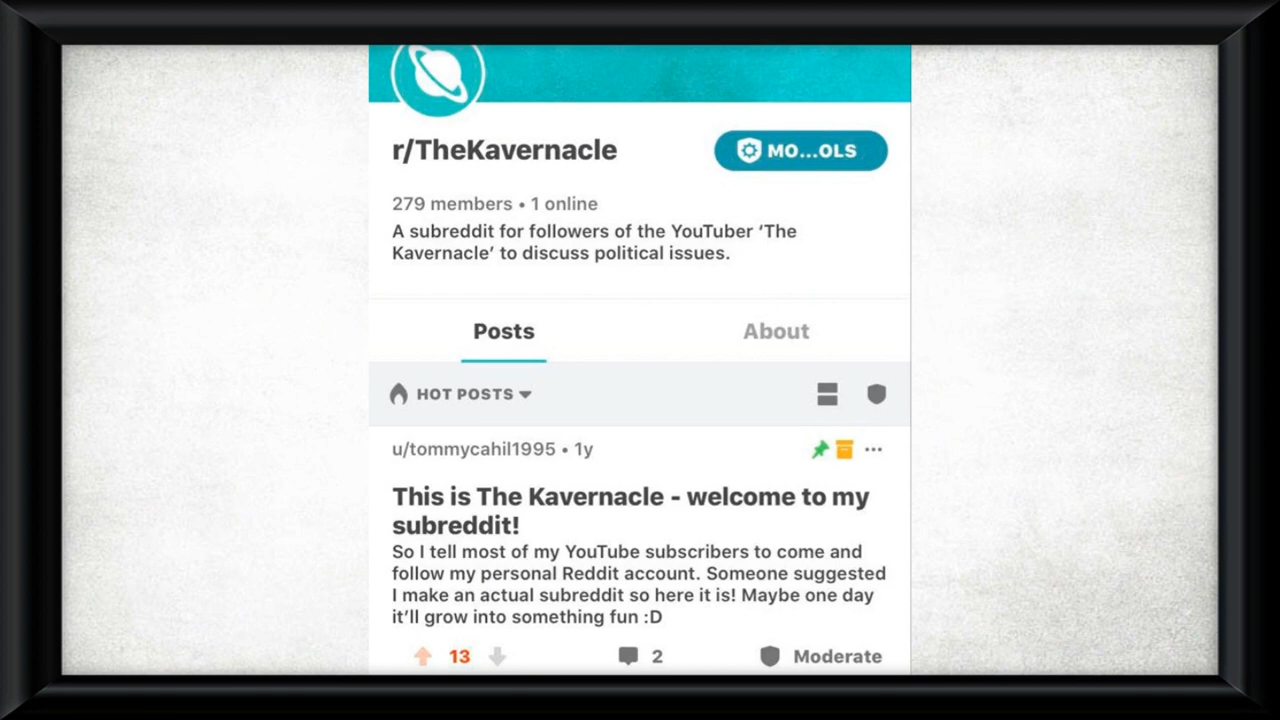 r/TheKavernacle
MO...OLS
279 members • 1 online
A subreddit for followers of the YouTuber ‘The
Kavernacle’ to discuss political issues.
Posts
About
HOT POSTS
u/tommycahil1995 • 1y
This is The Kavernacle - welcome to my
subreddit!
So I tell most of my YouTube subscribers to come and
follow my personal Reddit account. Someone suggested
I make an actual subreddit so here it is! Maybe one day
it’ll grow into something fun :D
13
2
Moderate